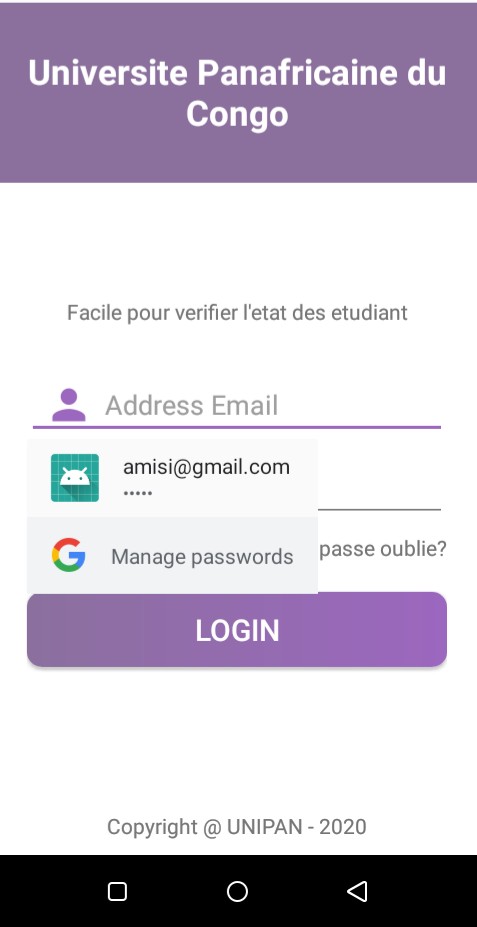 Universite Panafricaine du
Congo
Facile pour verifier l'etat des etudiant
Address Email
amisi@gmail.com
•••••
Manage passwords
passe oublie?
LOGIN
Copyright @ UNIPAN - 2020